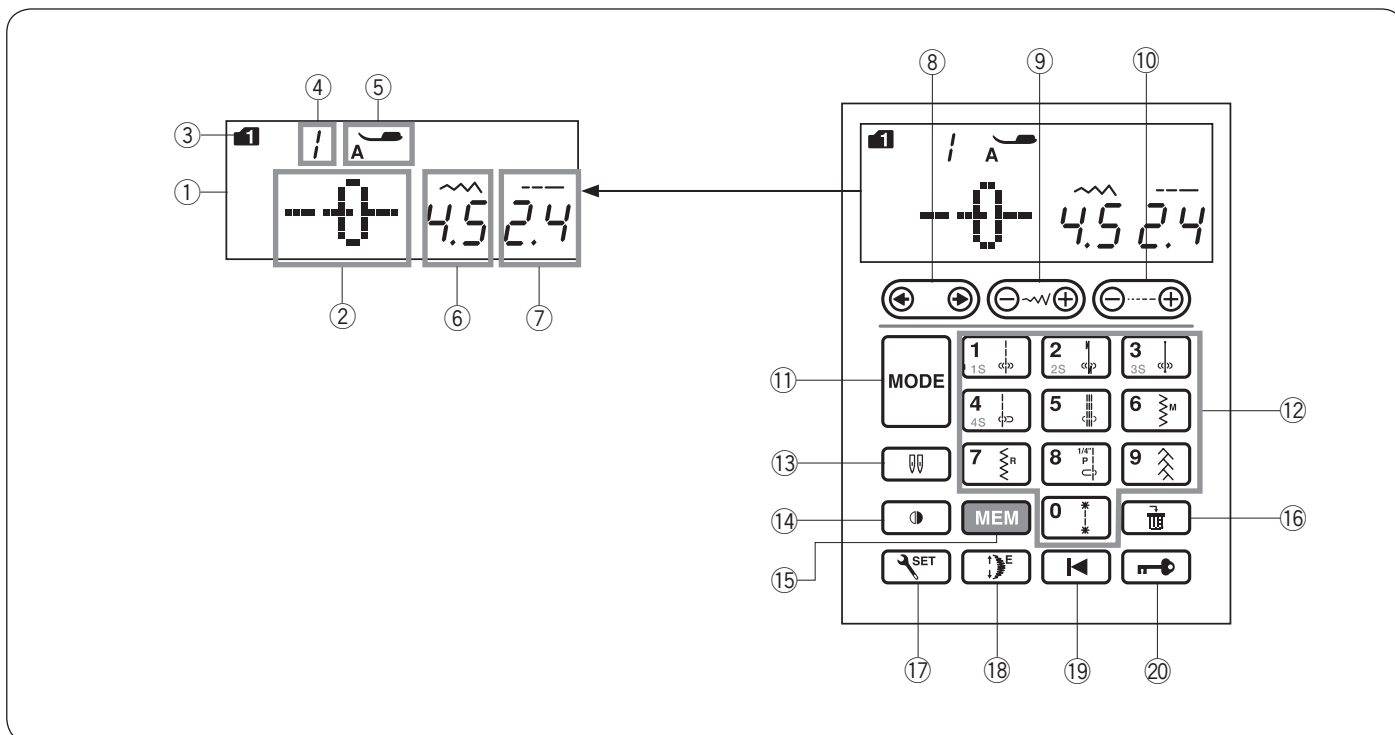 ④ ⑤ ⑧ ⑨ ⑩
③ 1 1 A
①
4.5 2.4
② ⑥ ⑦
1 1 A
4.5 2.4
⑪ MODE
1 1S 2 2S 3 3S
4 4S 5 6 M ⑫
⑬ 7 R 8 1/4" P 9
⑭ MEM 0 ⑯
⑮ SET E
⑰ ⑱ ⑲ ⑳